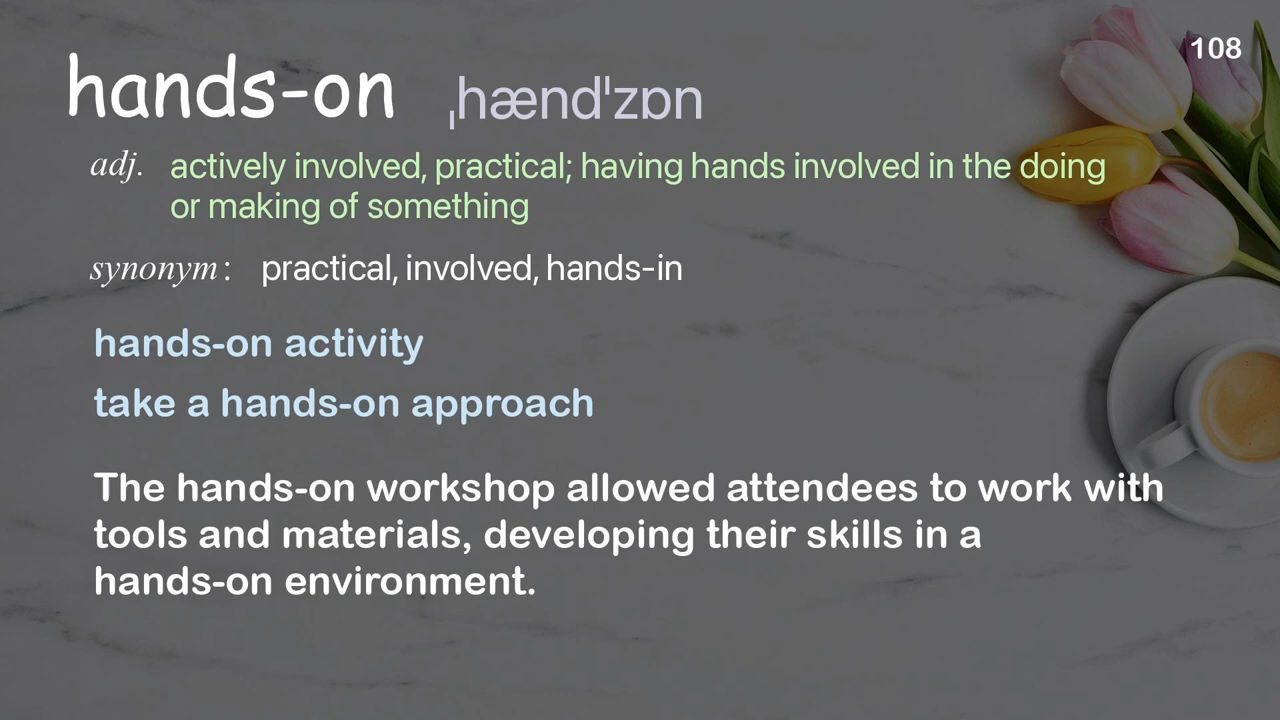 108
hands-on ˌhændˈzɒn
adj. actively involved, practical; having hands involved in the doing
or making of something
synonym : practical, involved, hands-in
hands-on activity
take a hands-on approach
The hands-on workshop allowed attendees to work with
tools and materials, developing their skills in a
hands-on environment.